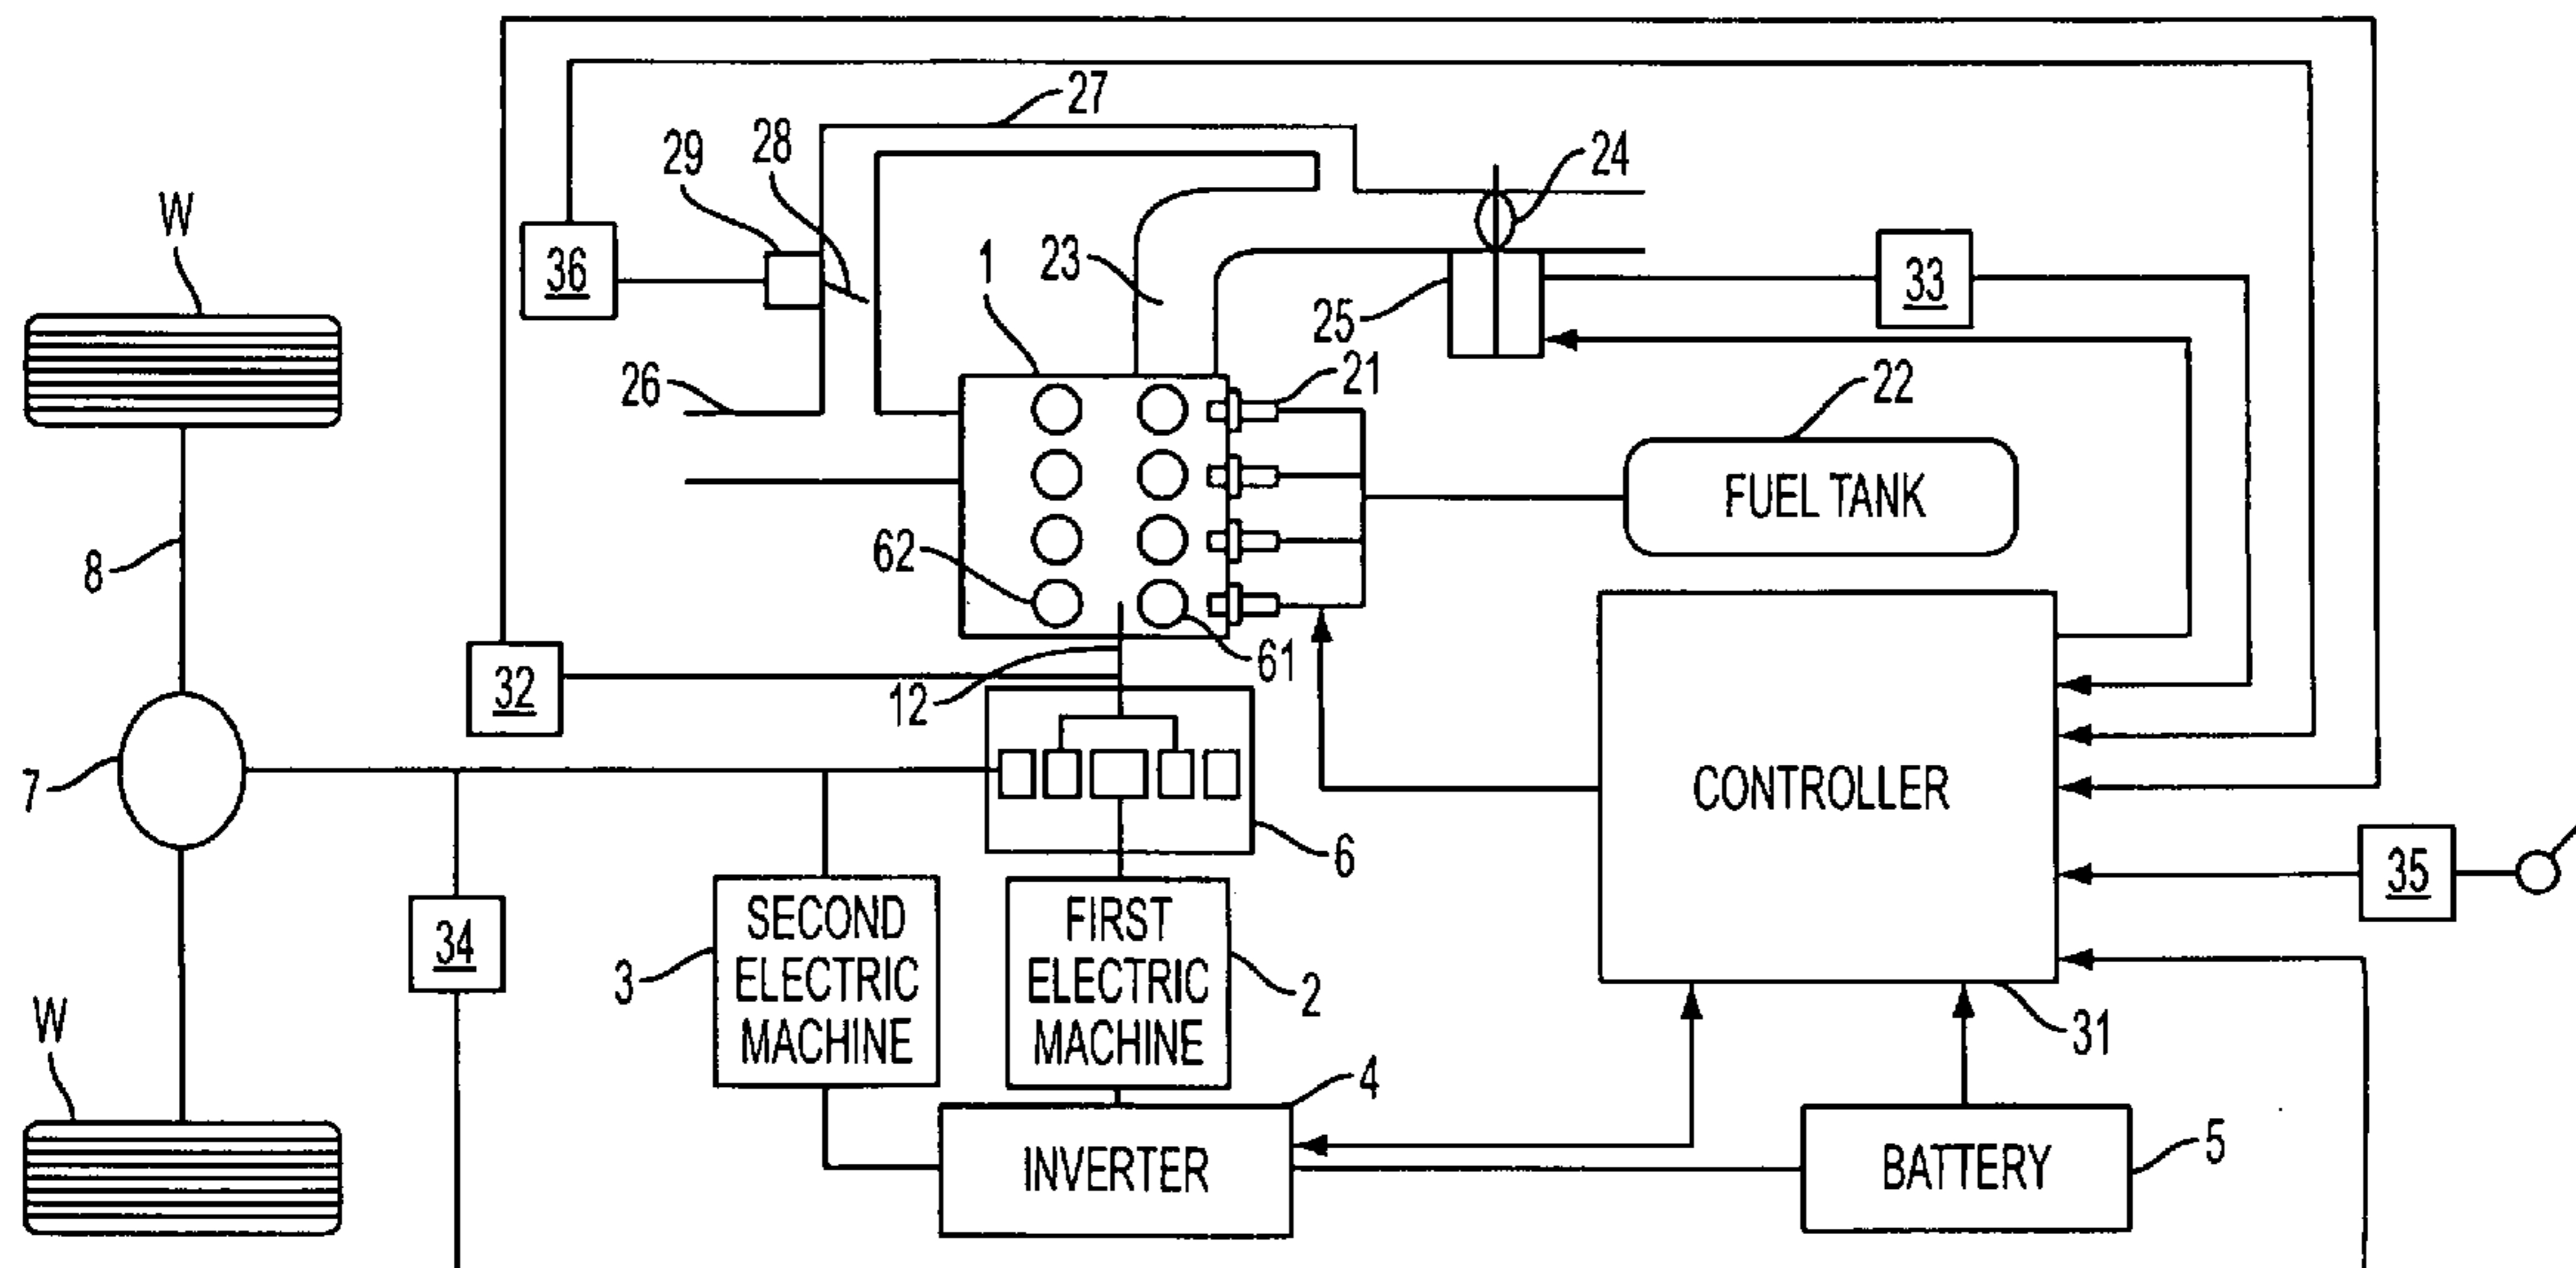 27
28
24
29
W
1
23
36
33
25
21
26
22
FUEL TANK
62
8
61
32
12
CONTROLLER
7
6
35
SECOND
ELECTRIC
MACHINE
FIRST
ELECTRIC
MACHINE
34
3
2
W
31
4
INVERTER
BATTERY
5